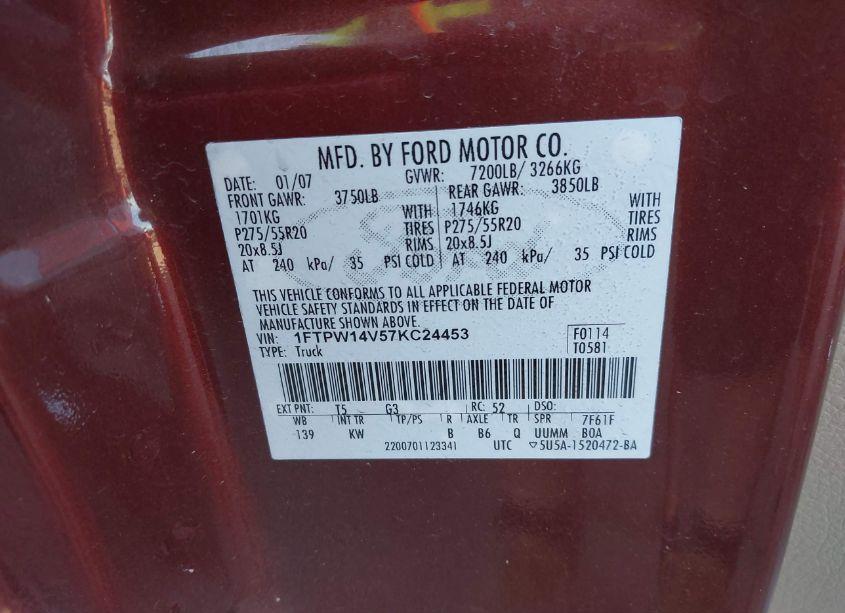 MFD. BY FORD MOTOR CO.
DATE: 01/07 GVWR: 7200LB/ 3266KG
FRONT GAWR: 3750LB REAR GAWR: 3850LB
1701KG WITH 1746KG WITH
P275/55R20 TIRES P275/55R20 TIRES
20x8.5J RIMS 20x8.5J RIMS
AT 240 kPa/ 35 PSI COLD AT 240 kPa/ 35 PSI COLD
THIS VEHICLE CONFORMS TO ALL APPLICABLE FEDERAL MOTOR
VEHICLE SAFETY STANDARDS IN EFFECT ON THE DATE OF
MANUFACTURE SHOWN ABOVE.
VIN: 1FTPW14V57KC24453 F0114
TYPE: Truck T0581
EXT PNT: T5 G3 RC: 52 DSO:
WB INT TR TP/PS R AXLE TR SPR 7F61F
139 KW B B6 Q UUMM BOA
2200701123341 UTC ▽5U5A-1520472-BA